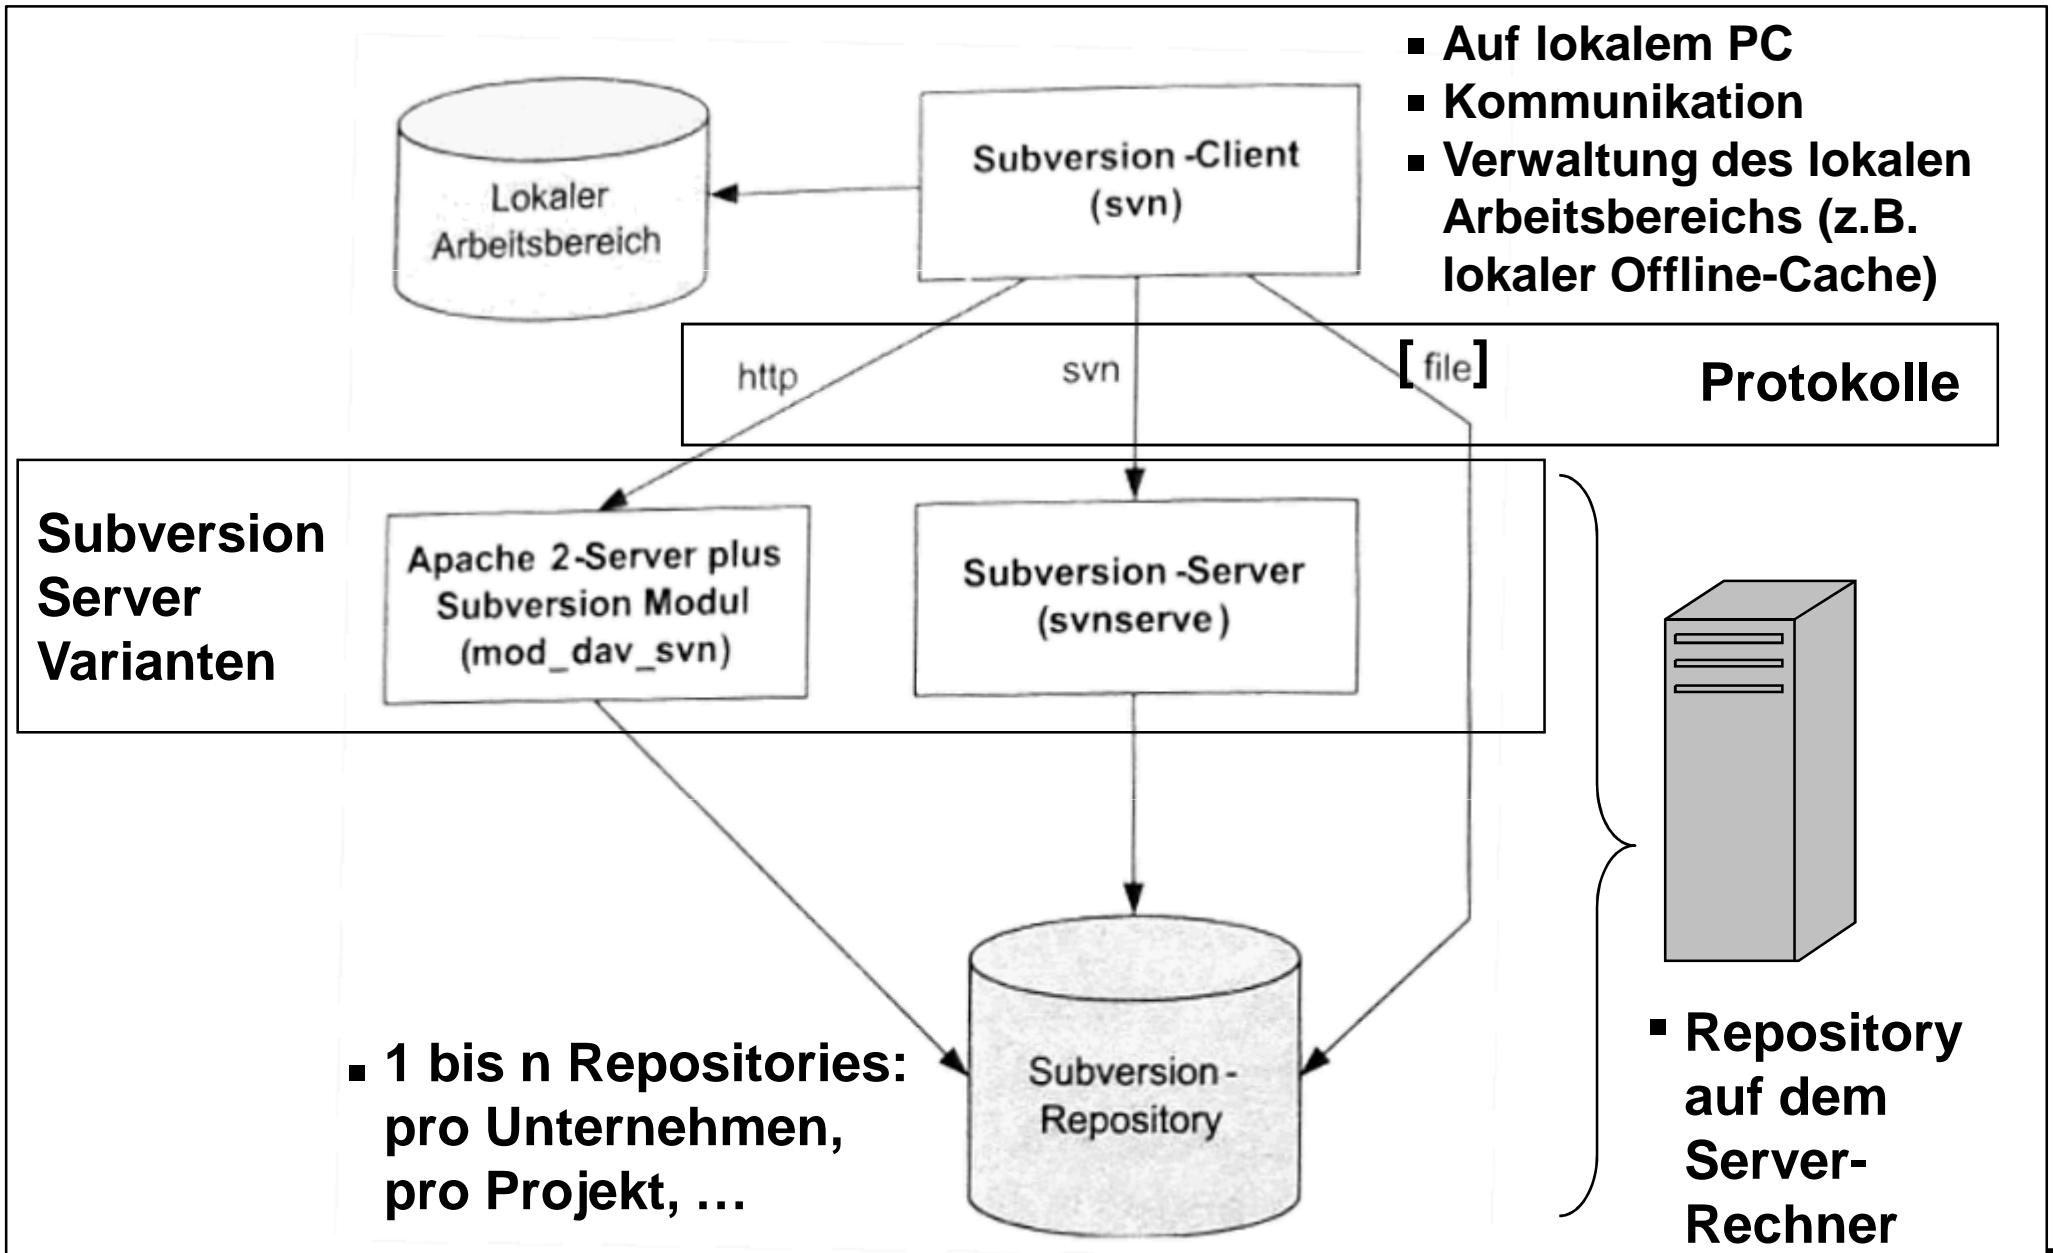 ▪ Auf lokalem PC
▪ Kommunikation
▪ Verwaltung des lokalen
Arbeitsbereichs (z.B.
lokaler Offline-Cache)
Subversion-Client
(svn)
Lokaler
Arbeitsbereich
http
svn
[file]
Protokolle
Subversion
Server
Varianten
Apache 2-Server plus
Subversion Modul
(mod_dav_svn)
Subversion-Server
(svnserve)
▪ 1 bis n Repositories:
pro Unternehmen,
pro Projekt, …
Subversion-
Repository
▪ Repository
auf dem
Server-
Rechner